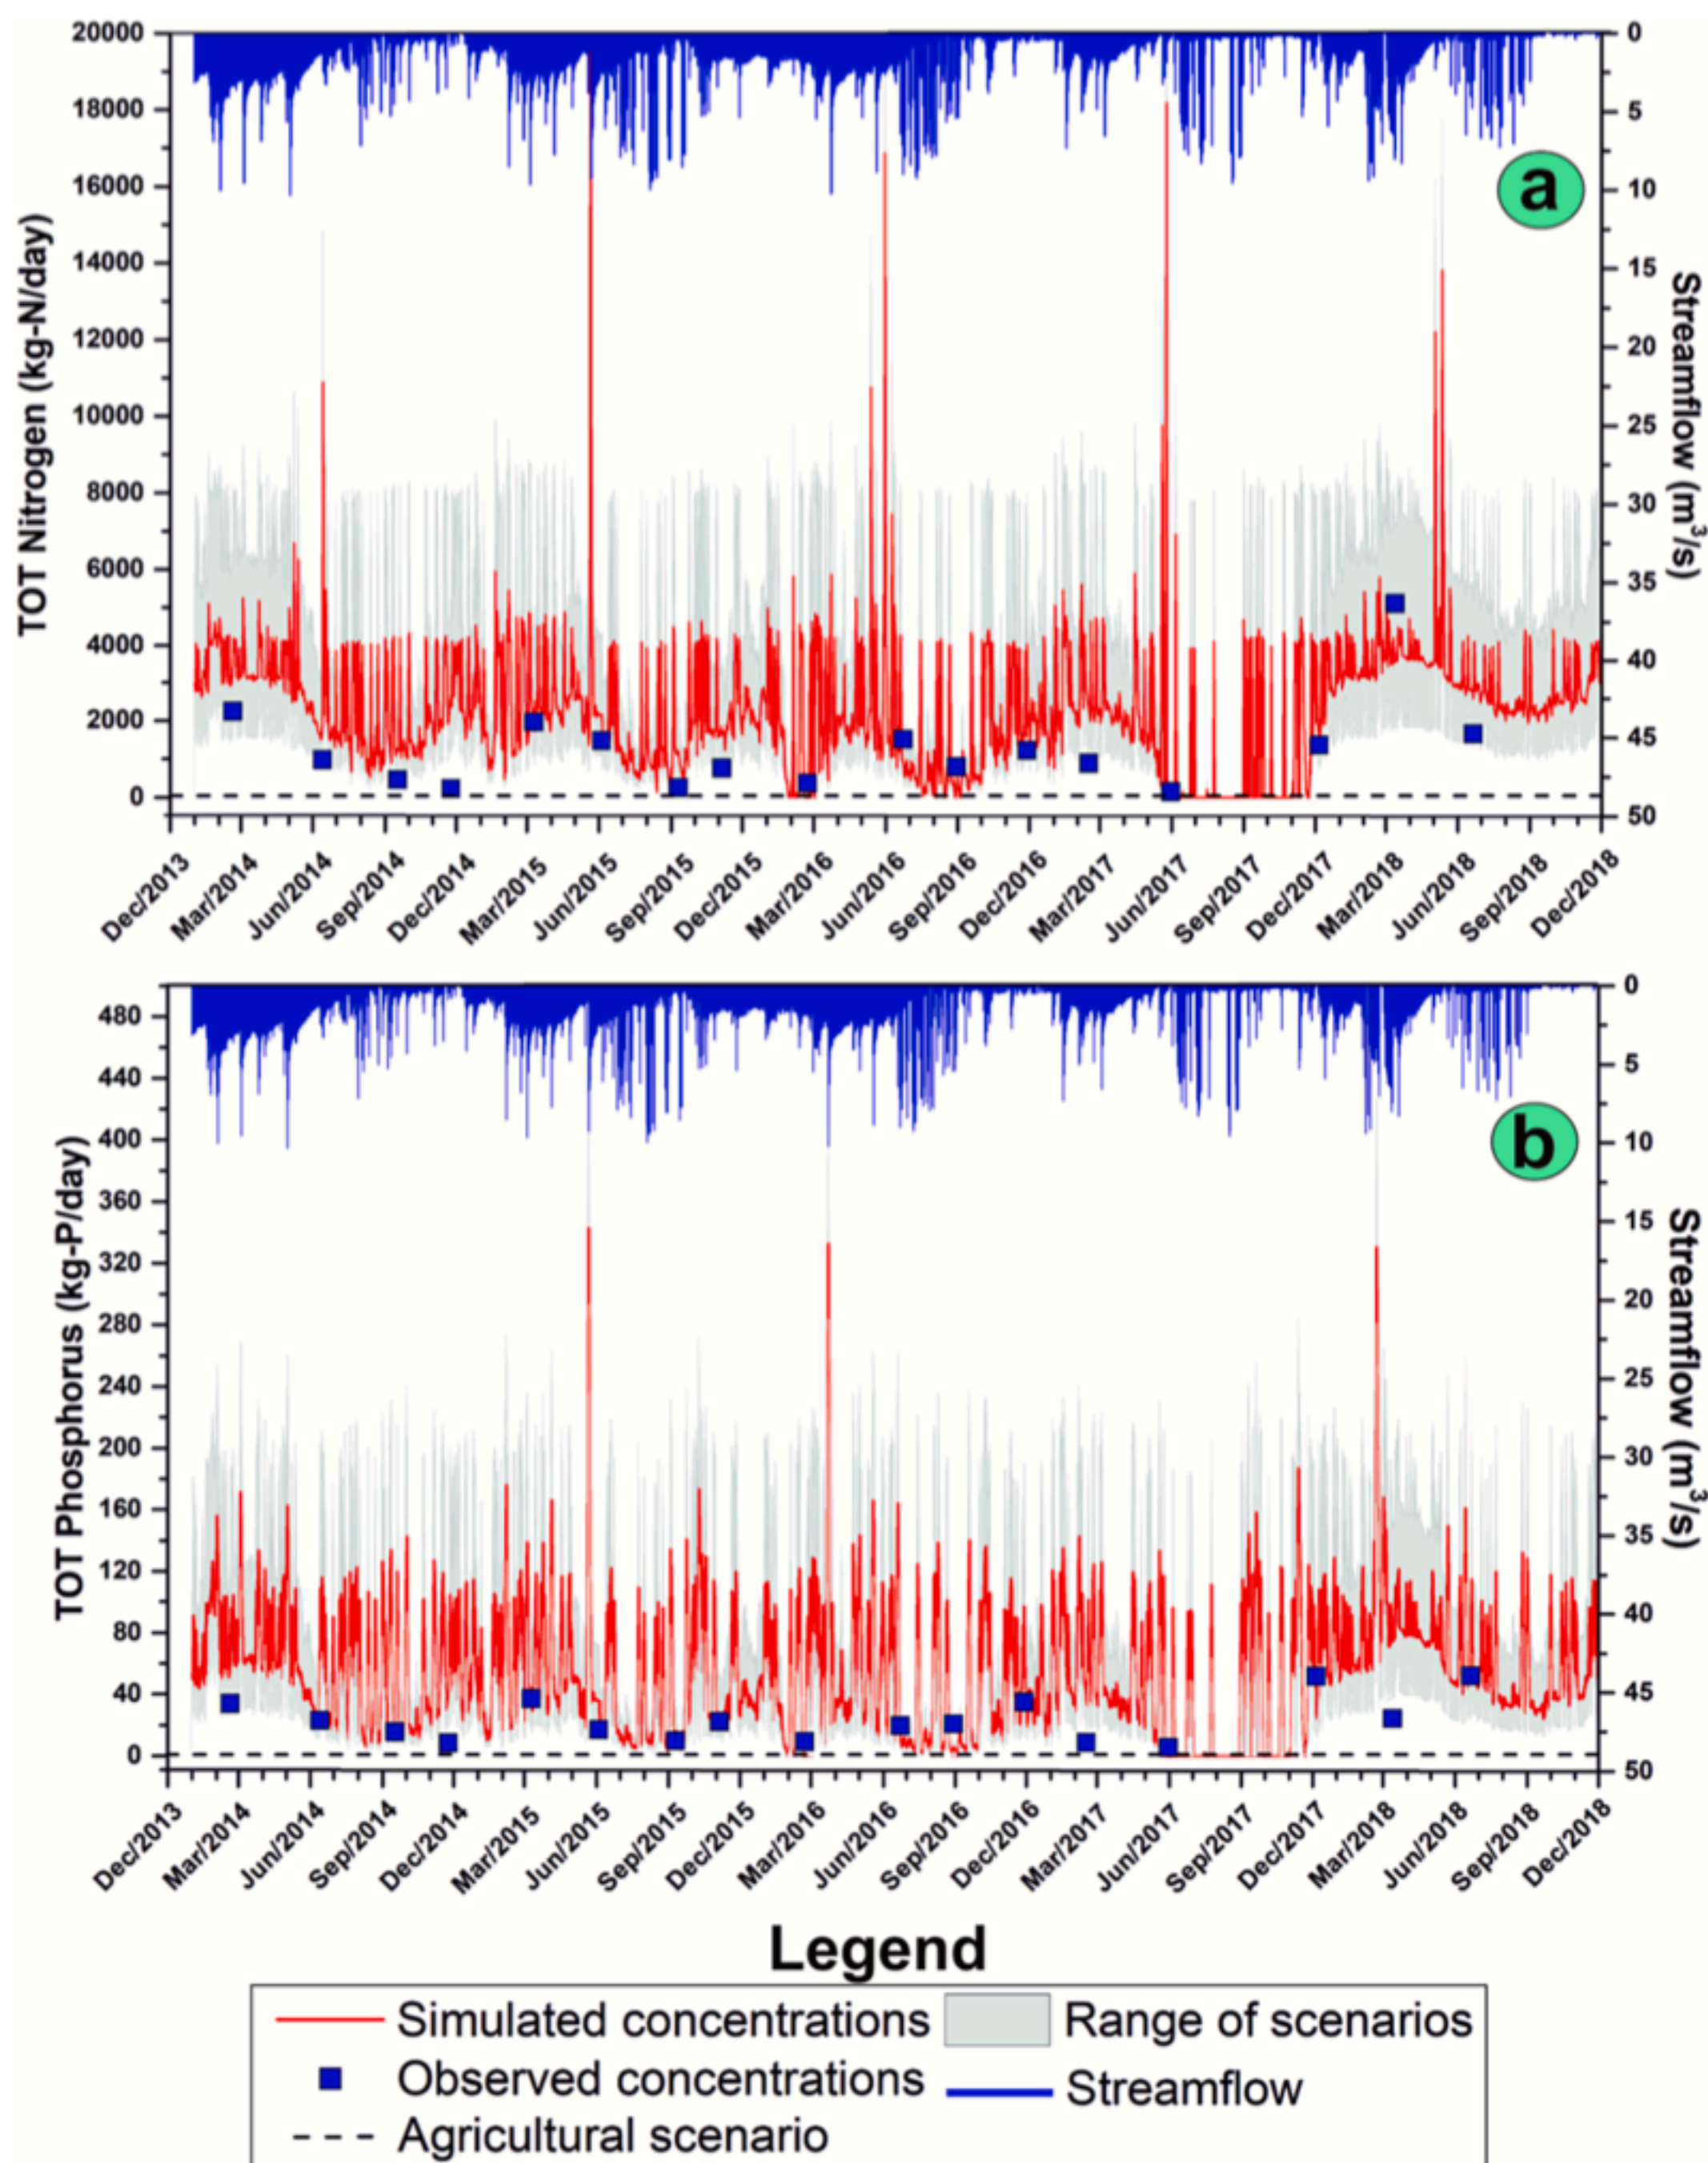 20000
18000
16000
14000
12000
10000
8000
6000
4000
2000
0
TOT Nitrogen (kg-N/day)
a
0
5
10
15
20
25
30
35
40
45
50
Streamflow (m³/s)
Dec/2013
Mar/2014
Jun/2014
Sep/2014
Dec/2014
Mar/2015
Jun/2015
Sep/2015
Dec/2015
Mar/2016
Jun/2016
Sep/2016
Dec/2016
Mar/2017
Jun/2017
Sep/2017
Dec/2017
Mar/2018
Jun/2018
Sep/2018
Dec/2018
480
440
400
360
320
280
240
200
160
120
80
40
0
TOT Phosphorus (kg-P/day)
b
0
5
10
15
20
25
30
35
40
45
50
Streamflow (m³/s)
Dec/2013
Mar/2014
Jun/2014
Sep/2014
Dec/2014
Mar/2015
Jun/2015
Sep/2015
Dec/2015
Mar/2016
Jun/2016
Sep/2016
Dec/2016
Mar/2017
Jun/2017
Sep/2017
Dec/2017
Mar/2018
Jun/2018
Sep/2018
Dec/2018
Legend
Simulated concentrations
Range of scenarios
Observed concentrations
Streamflow
Agricultural scenario